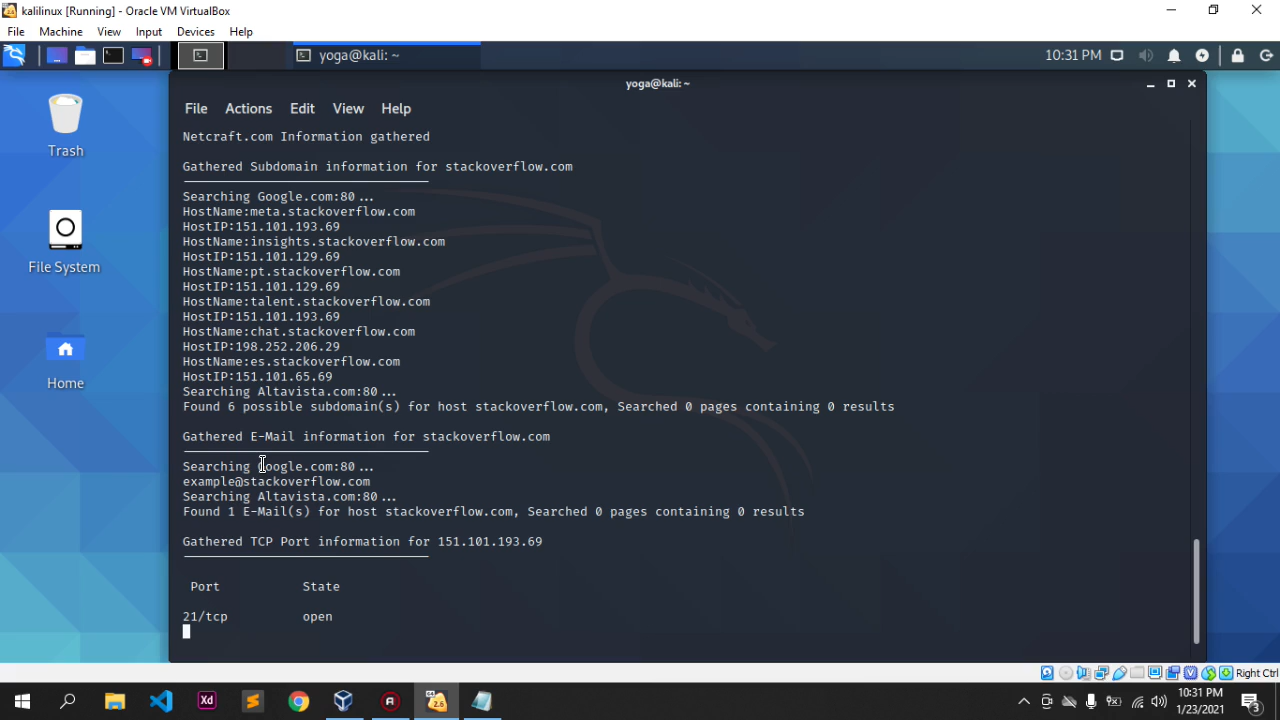 kalilinux [Running] - Oracle VM VirtualBox
File Machine View Input Devices Help
yoga@kali: ~
10:31 PM
yoga@kali: ~
File Actions Edit View Help
Trash
File System
Home
Netcraft.com Information gathered
Gathered Subdomain information for stackoverflow.com
Searching Google.com:80...
HostName:meta.stackoverflow.com
HostIP:151.101.193.69
HostName:insights.stackoverflow.com
HostIP:151.101.129.69
HostName:pt.stackoverflow.com
HostIP:151.101.129.69
HostName:talent.stackoverflow.com
HostIP:151.101.193.69
HostName:chat.stackoverflow.com
HostIP:198.252.206.29
HostName:es.stackoverflow.com
HostIP:151.101.65.69
Searching Altavista.com:80...
Found 6 possible subdomain(s) for host stackoverflow.com, Searched 0 pages containing 0 results
Gathered E-Mail information for stackoverflow.com
Searching Google.com:80...
example@stackoverflow.com
Searching Altavista.com:80...
Found 1 E-Mail(s) for host stackoverflow.com, Searched 0 pages containing 0 results
Gathered TCP Port information for 151.101.193.69
Port State
21/tcp open
Right Ctrl
Xd
2.6
10:31 PM
1/23/2021
3